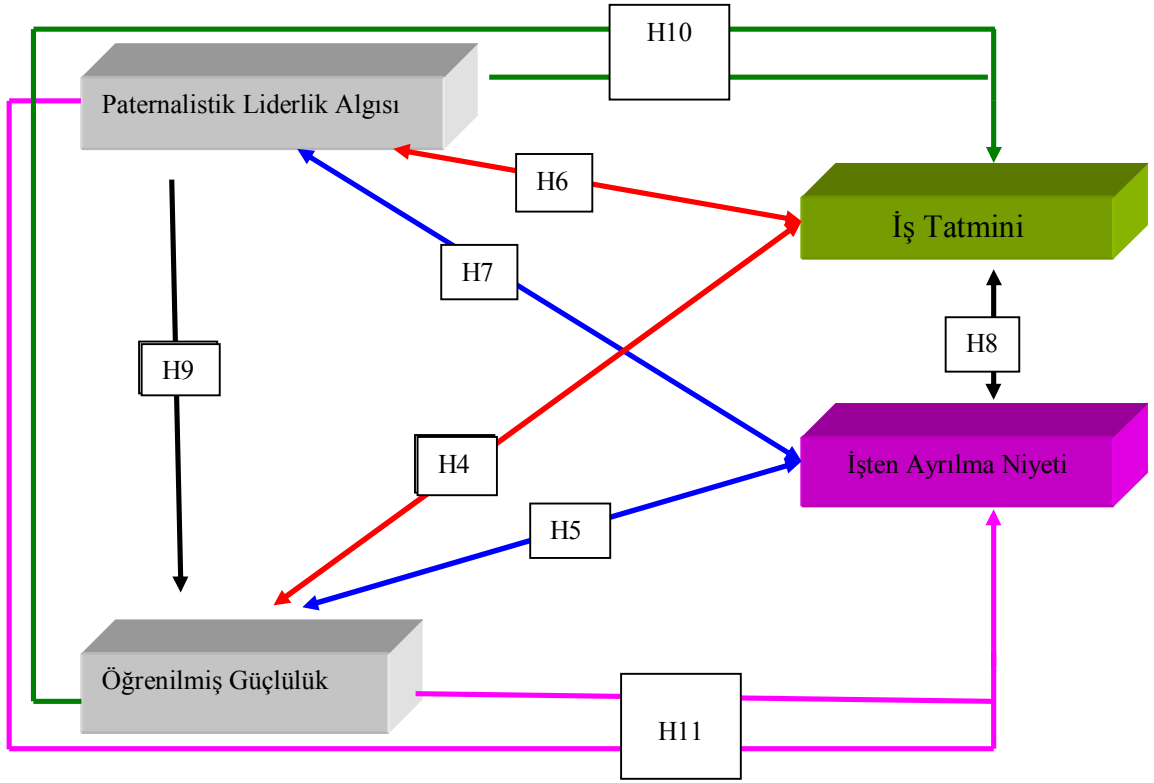 H10
Paternalistik Liderlik Algısı
H6
İş Tatmini
H7
H8
H9
H4
İşten Ayrılma Niyeti
H5
Öğrenilmiş Güçlülük
H11